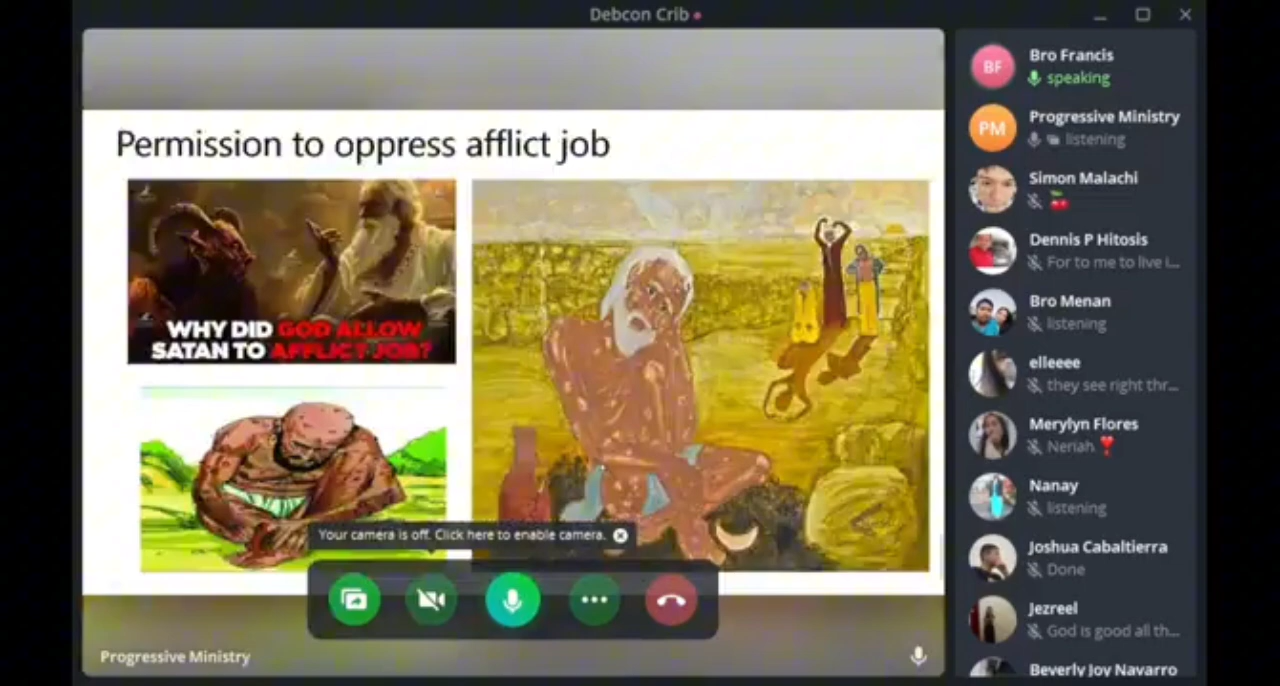 Debcon Crib
Permission to oppress afflict job
WHY DID GOD ALLOW
SATAN TO AFFLICT JOB?
Your camera is off. Click here to enable camera.
Progressive Ministry
BF
Bro Francis
speaking
PM
Progressive Ministry
listening
Simon Malachi
Dennis P Hitosis
For to me to live i...
Bro Menan
listening
elleeee
they see right thr...
Merylyn Flores
Neriah
Nanay
listening
Joshua Cabaltierra
Done
Jezreel
God is good all th...
Beverly Joy Navarro